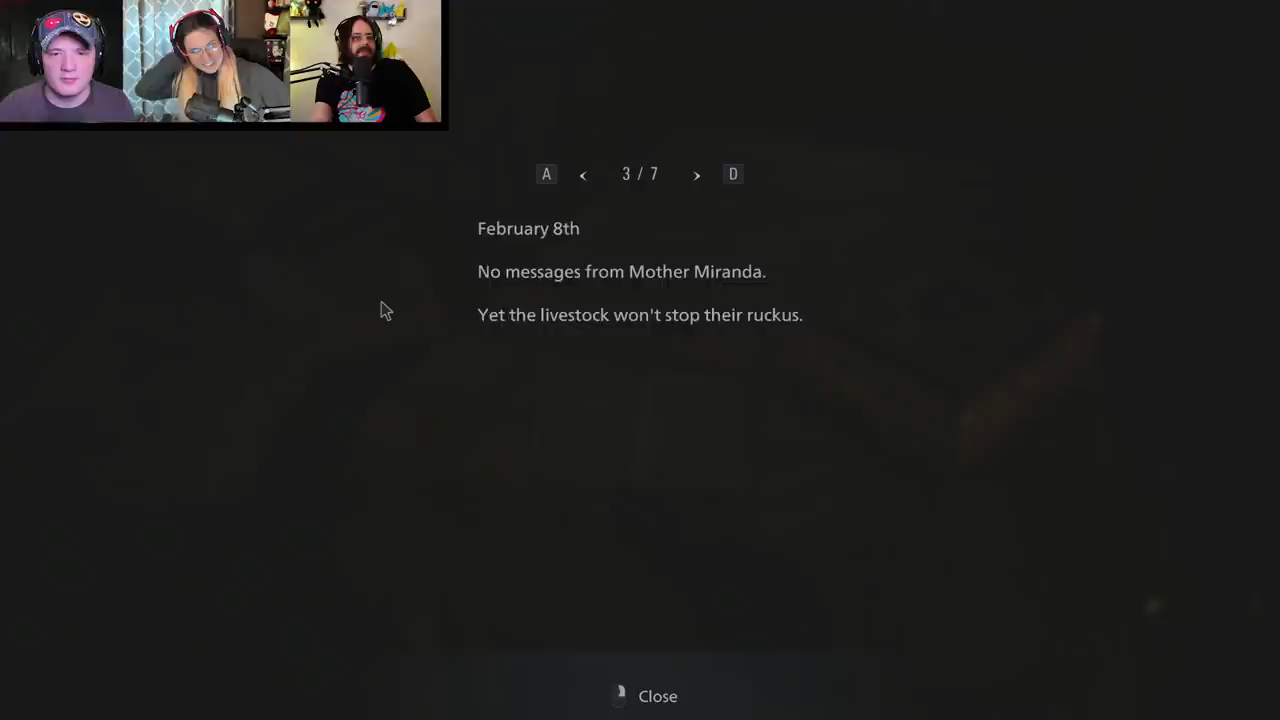 A < 3 / 7 > D
February 8th
No messages from Mother Miranda.
Yet the livestock won't stop their ruckus.
Close